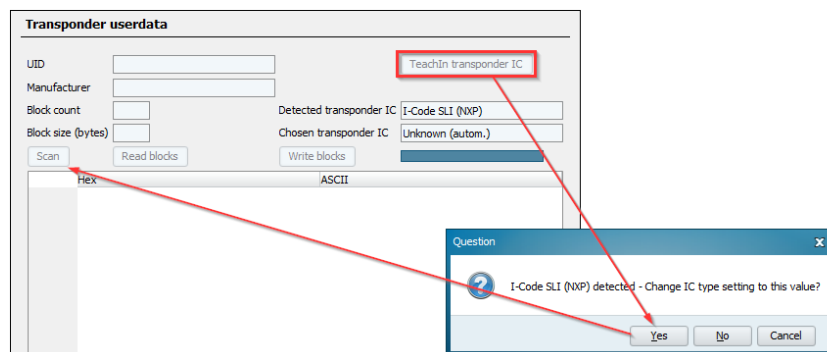 Transponder userdata
UID
TeachIn transponder IC
Manufacturer
Block count
Detected transponder IC I-Code SLI (NXP)
Block size (bytes)
Chosen transponder IC Unknown (autom.)
Scan Read blocks Write blocks
Hex ASCII
Question
I-Code SLI (NXP) detected - Change IC type setting to this value?
Yes No Cancel